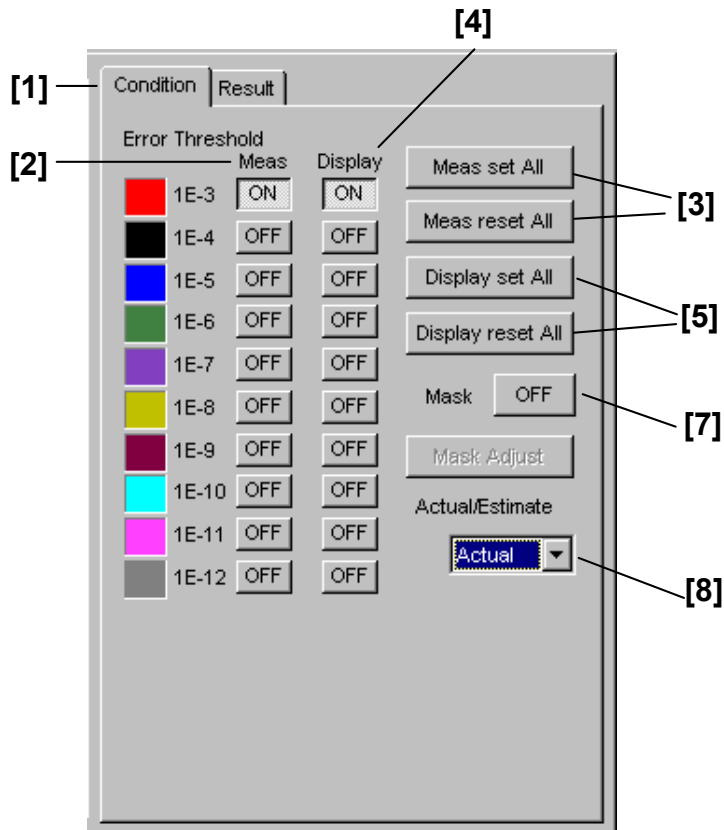 [4]
[1] Condition Result
Error Threshold
[2] Meas Display Meas set All
1E-3 ON ON [3]
1E-4 OFF OFF Meas reset All
1E-5 OFF OFF Display set All
1E-6 OFF OFF [5]
1E-7 OFF OFF Display reset All
1E-8 OFF OFF Mask OFF [7]
1E-9 OFF OFF Mask Adjust
1E-10 OFF OFF Actual/Estimate
1E-11 OFF OFF Actual
1E-12 OFF OFF [8]